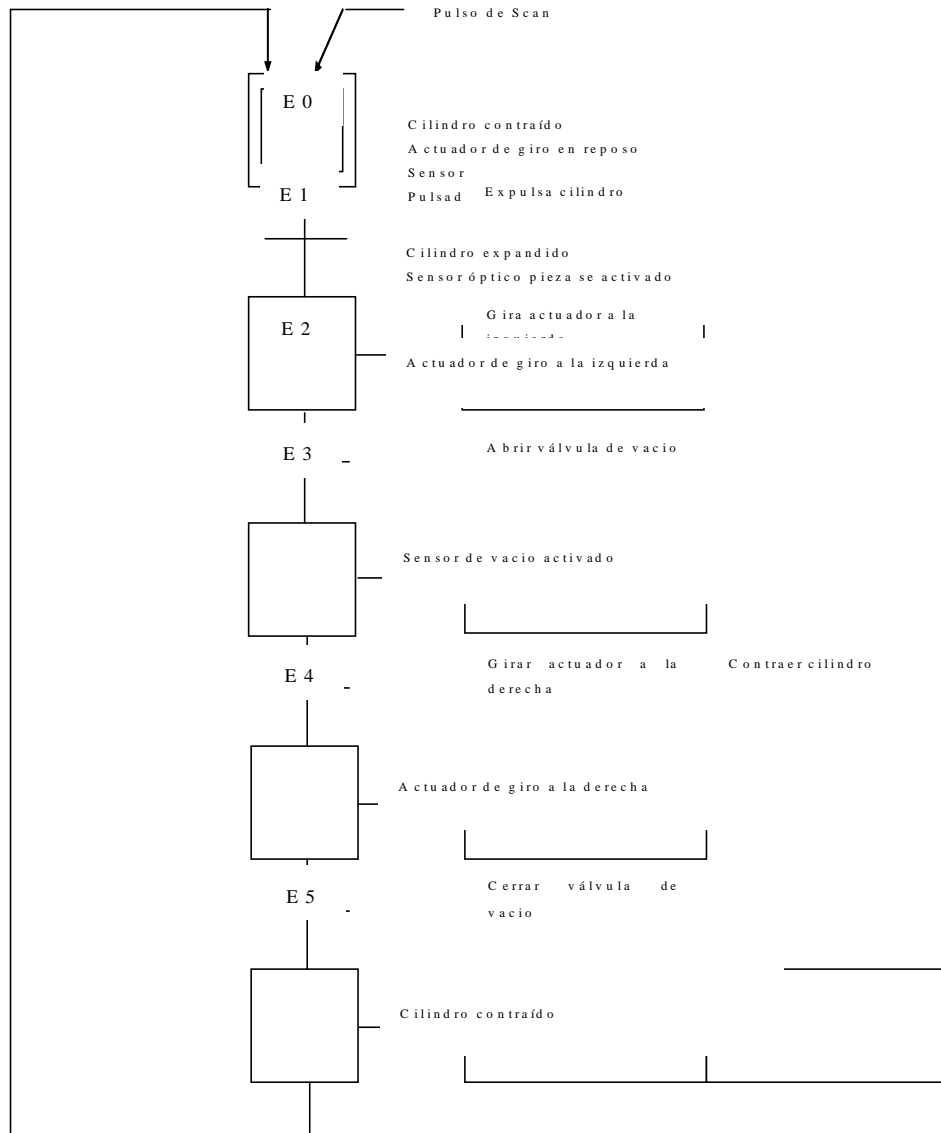 Pulso de Scan
E0
Cilindro contraído
Actuador de giro en reposo
Sensor
Pulsad
Expulsa cilindro
E1
Cilindro expandido
Sensor óptico pieza se activado
Gira actuador a la
E2
Actuador de giro a la izquierda
Abrir válvula de vacio
E3
Sensor de vacio activado
Girar actuador a la
derecha
Contraer cilindro
E4
Actuador de giro a la derecha
Cerrar válvula de
vacio
E5
Cilindro contraído